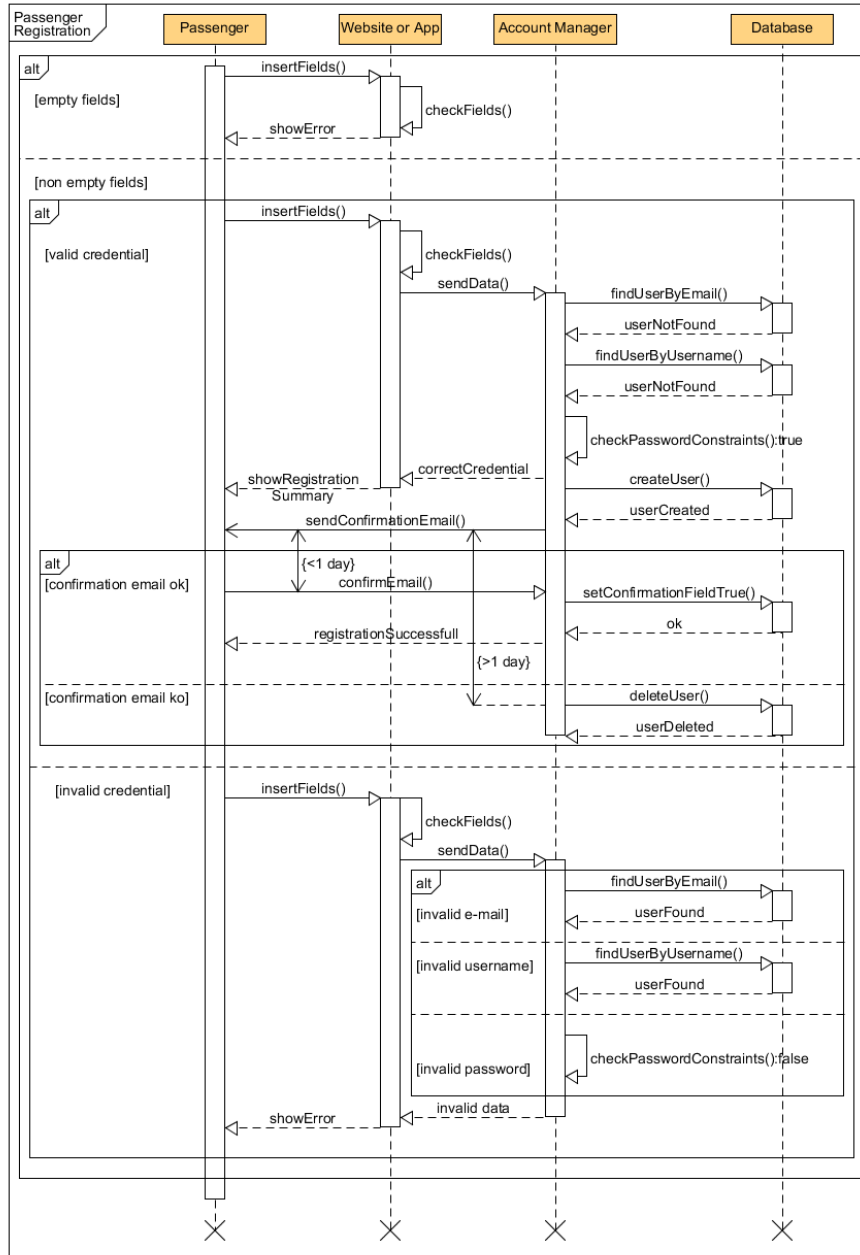 Passenger
Registration
Passenger
Website or App
Account Manager
Database
alt
insertFields()
[empty fields]
checkFields()
showError
[non empty fields]
alt
insertFields()
[valid credential]
checkFields()
sendData()
findUserByEmail()
userNotFound
findUserByUsername()
userNotFound
checkPasswordConstraints():true
correctCredential
showRegistration
Summary
createUser()
userCreated
sendConfirmationEmail()
alt
{<1 day}
[confirmation email ok]
confirmEmail()
setConfirmationFieldTrue()
ok
registrationSuccessfull
{>1 day}
[confirmation email ko]
deleteUser()
userDeleted
[invalid credential]
insertFields()
checkFields()
sendData()
alt
findUserByEmail()
[invalid e-mail]
userFound
[invalid username]
findUserByUsername()
userFound
checkPasswordConstraints():false
[invalid password]
invalid data
showError